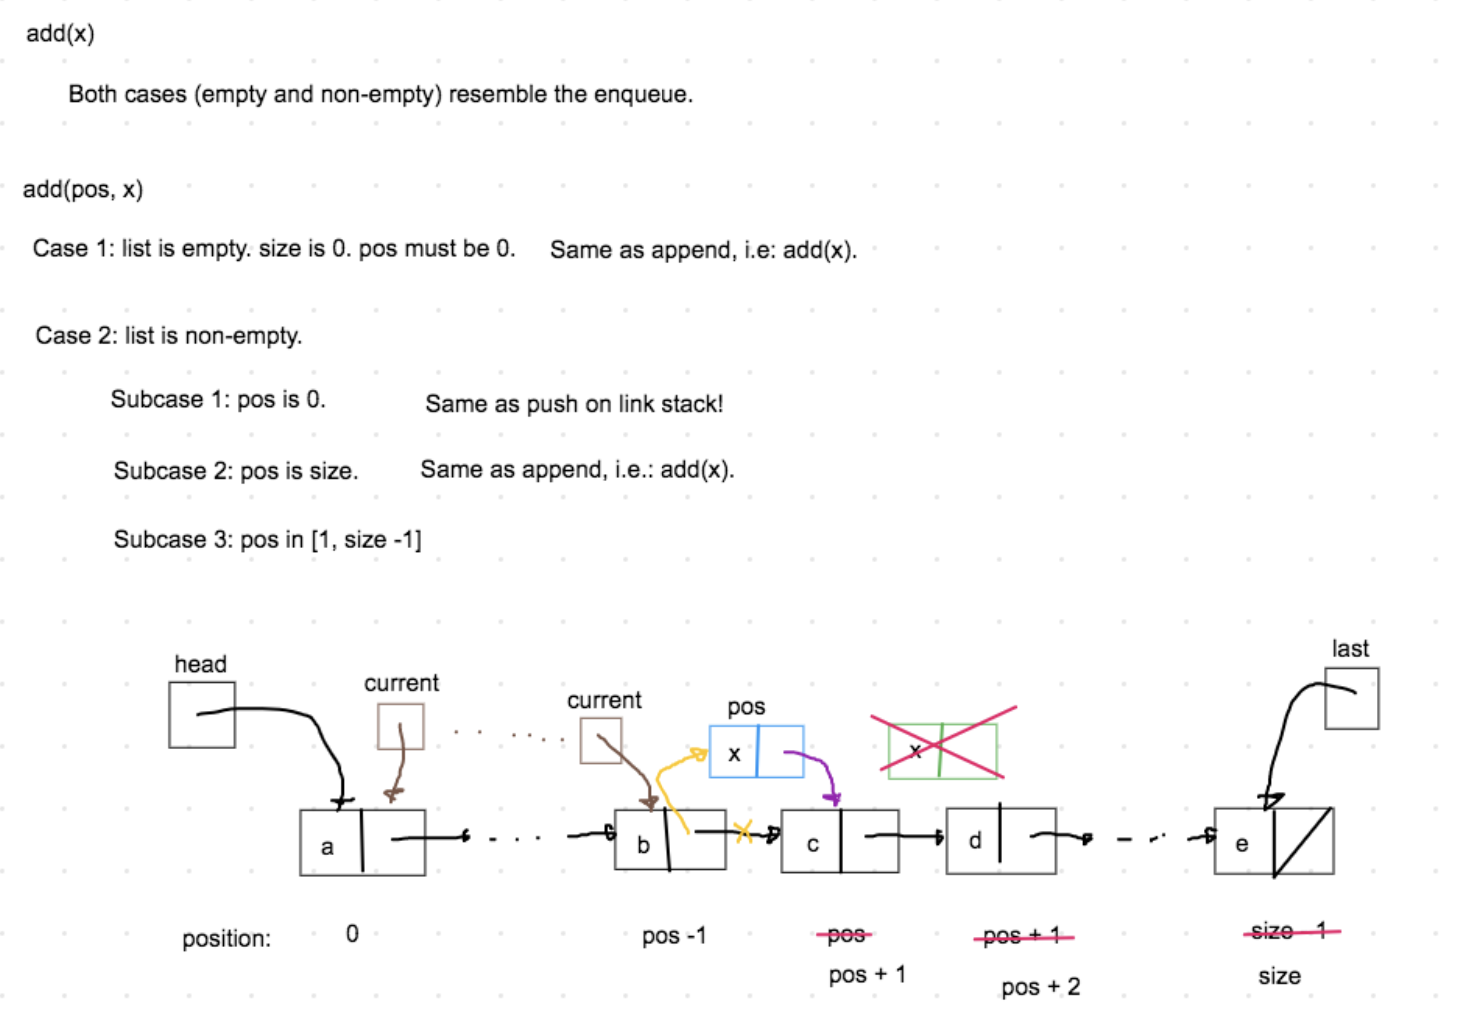 add(x)
Both cases (empty and non-empty) resemble the enqueue.
add(pos, x)
Case 1: list is empty. size is 0. pos must be 0. Same as append, i.e: add(x).
Case 2: list is non-empty.
Subcase 1: pos is 0. Same as push on link stack!
Subcase 2: pos is size. Same as append, i.e.: add(x).
Subcase 3: pos in [1, size -1]
last
head
current
current
pos
x
x
a
b
c
d
e
position: 0 pos -1 pos pos + 1 size - 1
pos + 1 pos + 2 size